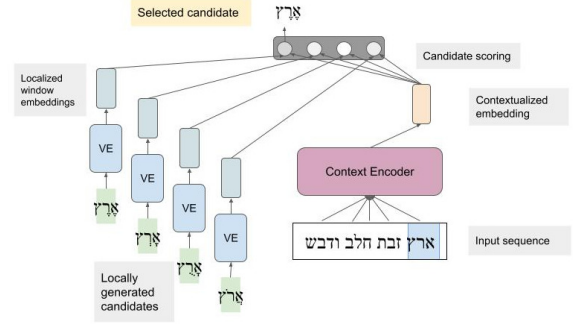 Selected candidate
אֶרֶץ
Candidate scoring
Localized
window
embeddings
Contextualized
embedding
VE
VE
VE
VE
Context Encoder
אֶרֶץ
ארץ זבת חלב ודבש
Input sequence
Locally
generated
candidates